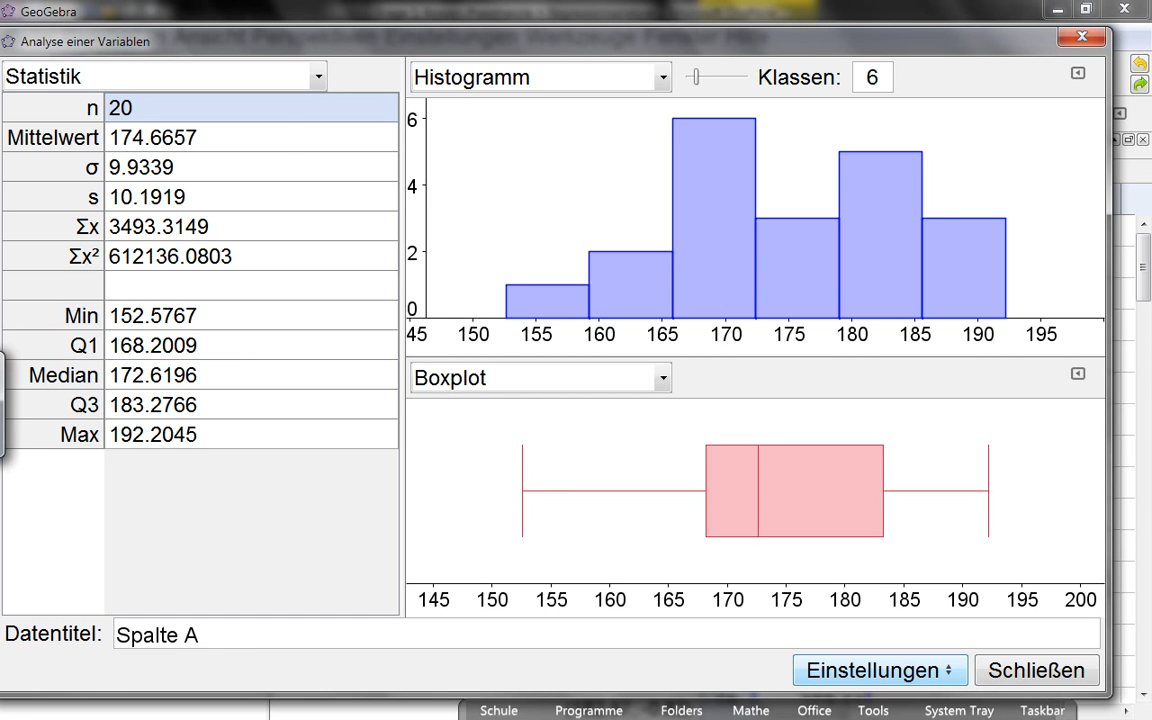 GeoGebra
Analyse einer Variablen
Statistik
n 20
Mittelwert 174.6657
σ 9.9339
s 10.1919
Σx 3493.3149
Σx² 612136.0803
Min 152.5767
Q1 168.2009
Median 172.6196
Q3 183.2766
Max 192.2045
Histogramm
Klassen: 6
6
4
2
0
45 150 155 160 165 170 175 180 185 190 195
Boxplot
145 150 155 160 165 170 175 180 185 190 195 200
Datentitel: Spalte A
Einstellungen Schließen
Schule Programme Folders Mathe Office Tools System Tray Taskbar